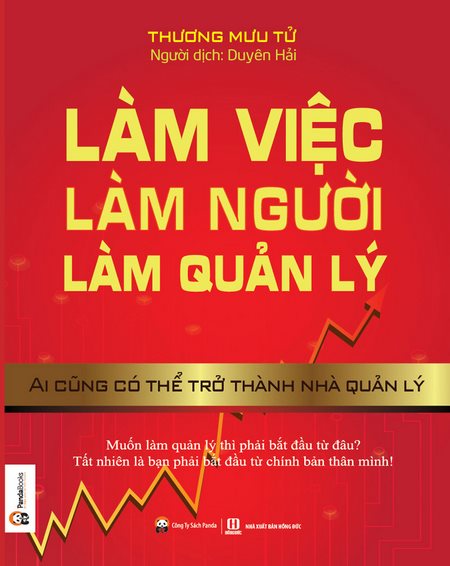 THƯƠNG MƯU TỬ
Người dịch: Duyên Hải
LÀM VIỆC
LÀM NGƯỜI
LÀM QUẢN LÝ
AI CŨNG CÓ THỂ TRỞ THÀNH NHÀ QUẢN LÝ
Muốn làm quản lý thì phải bắt đầu từ đâu?
Tất nhiên là bạn phải bắt đầu từ chính bản thân mình!
PandaBooks
Công Ty Sách Panda
HỒNG ĐỨC
NHÀ XUẤT BẢN HỒNG ĐỨC